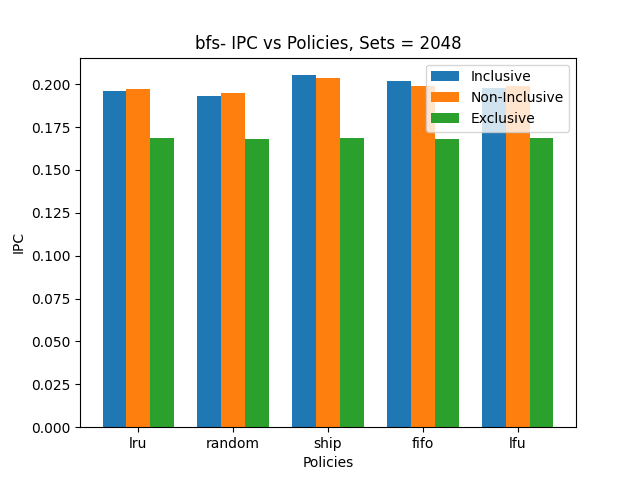 bfs- IPC vs Policies, Sets = 2048
Inclusive
Non-Inclusive
Exclusive
0.200
0.175
0.150
0.125
0.100
0.075
0.050
0.025
0.000
IPC
lru random ship fifo lfu
Policies